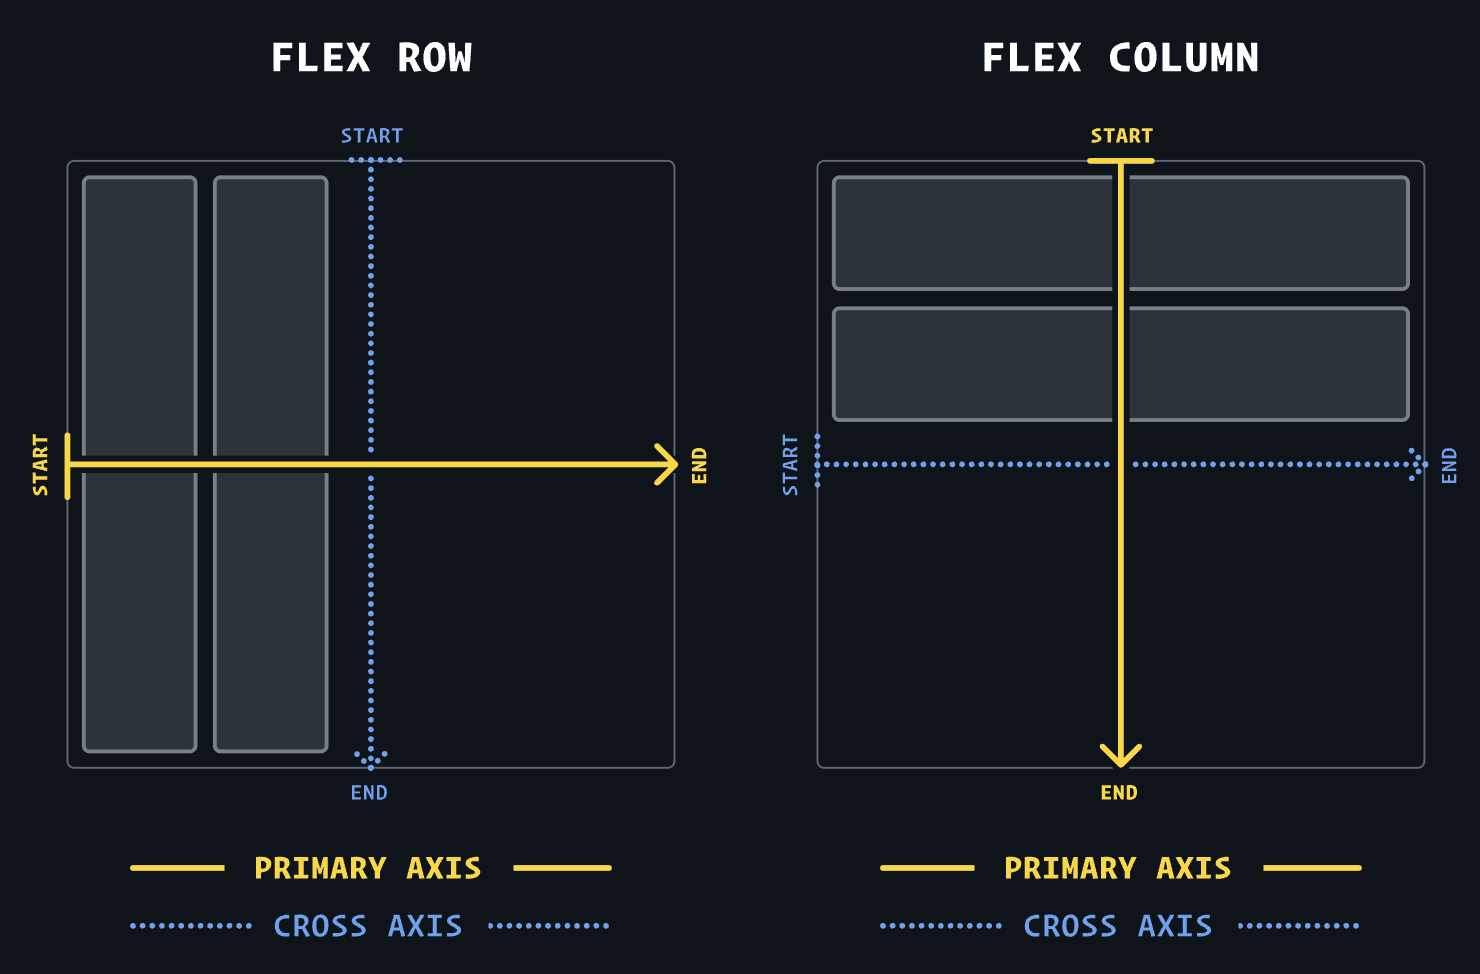 FLEX ROW
START
START
END
END
PRIMARY AXIS
CROSS AXIS
FLEX COLUMN
START
START
END
END
PRIMARY AXIS
CROSS AXIS